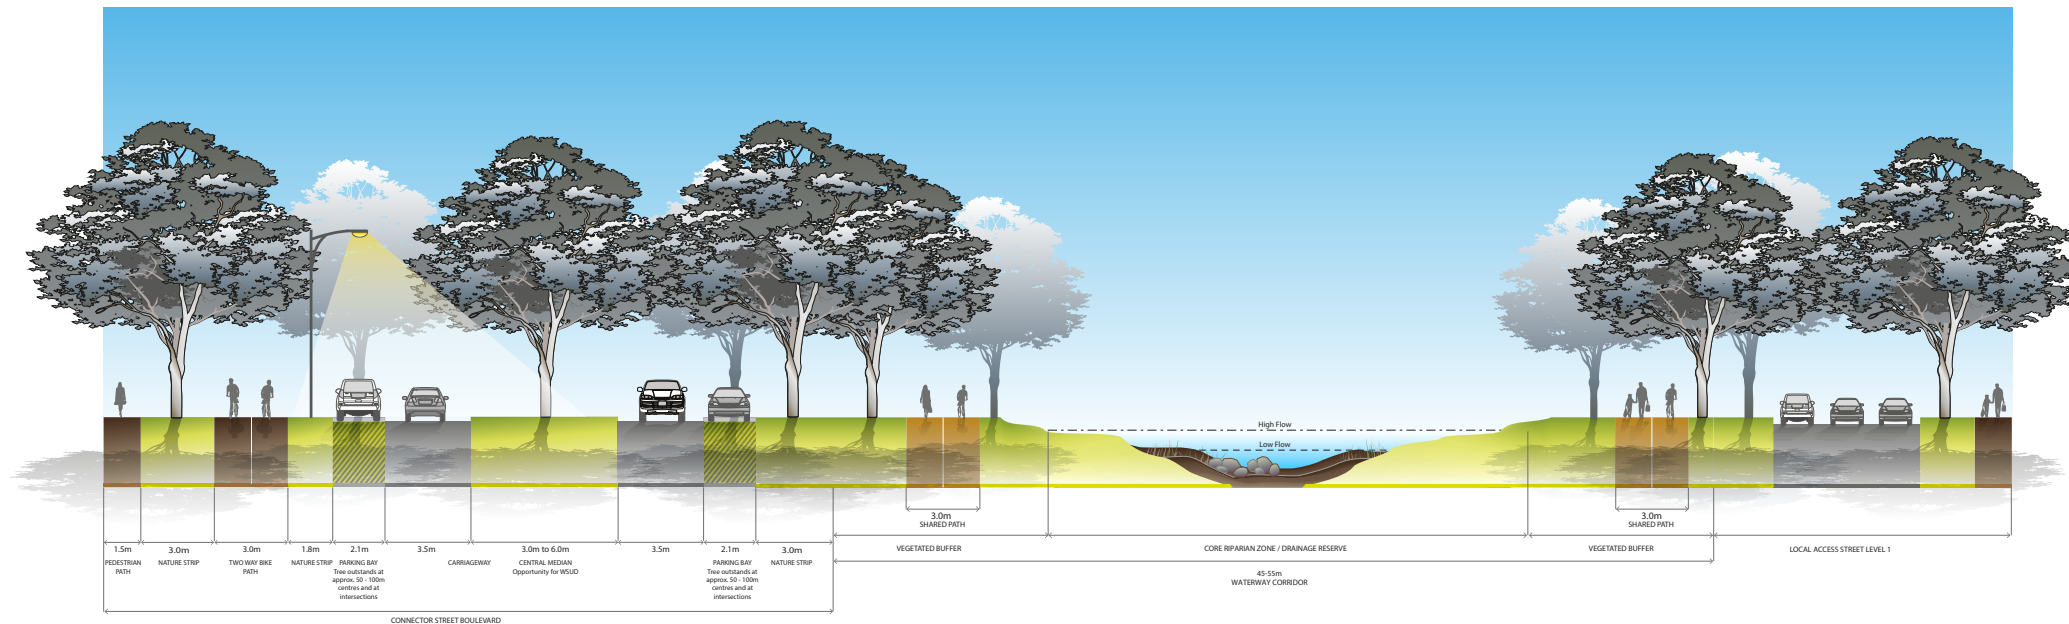 High Flow
Low Flow
3.0m
SHARED PATH
3.0m
SHARED PATH
1.5m
PEDESTRIAN
PATH
3.0m
NATURE STRIP
3.0m
TWO WAY BIKE
PATH
1.8m
NATURE STRIP
2.1m
PARKING BAY
Tree outstands at
approx. 50 - 100m
centres and at
intersections
3.5m
CARRIAGEWAY
3.0m to 6.0m
CENTRAL MEDIAN
Opportunity for WSUD
3.5m
2.1m
PARKING BAY
Tree outstands at
approx. 50 - 100m
centres and at
intersections
3.0m
NATURE STRIP
VEGETATED BUFFER
CORE RIPARIAN ZONE / DRAINAGE RESERVE
VEGETATED BUFFER
LOCAL ACCESS STREET LEVEL 1
45-55m
WATERWAY CORRIDOR
CONNECTOR STREET BOULEVARD